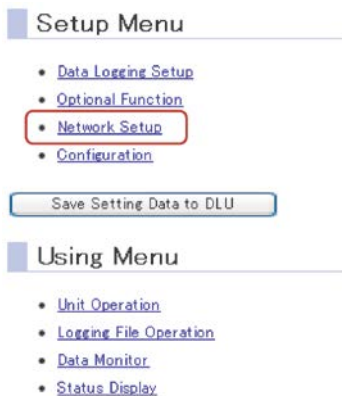 Setup Menu
Data Logging Setup
Optional Function
Network Setup
Configuration
Save Setting Data to DLU
Using Menu
Unit Operation
Logging File Operation
Data Monitor
Status Display